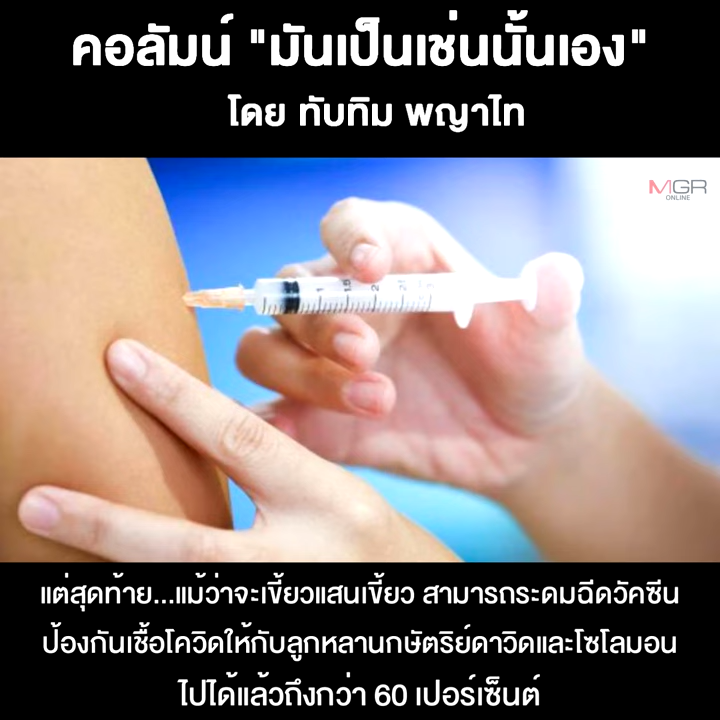 คอลัมน์ "มันเป็นเช่นนั้นเอง"
โดย ทับทิม พญาไท
MGR
ONLINE
1
1.5
2
2.1
แต่สุดท้าย...แม้ว่าจะเขี้ยวแสนเขี้ยว สามารถระดมฉีดวัคซีน
ป้องกันเชื้อโควิดให้กับลูกหลานกษัตริย์ดาวิดและโซโลมอน
ไปได้แล้วถึงกว่า 60 เปอร์เซ็นต์